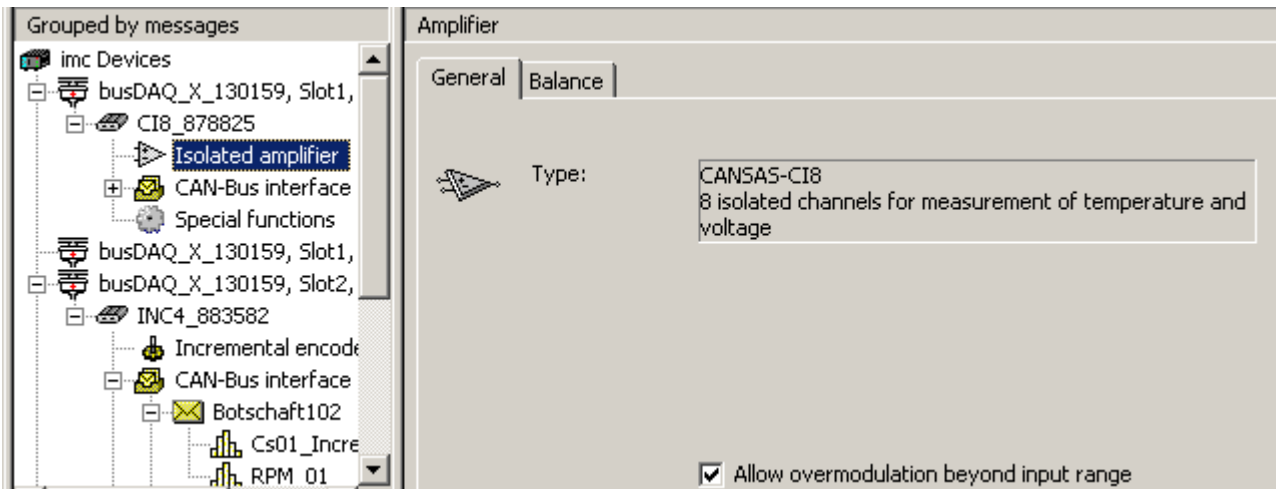 Grouped by messages
imc Devices
busDAQ_X_130159, Slot1,
CI8_878825
Isolated amplifier
CAN-Bus interface
Special functions
busDAQ_X_130159, Slot1,
busDAQ_X_130159, Slot2,
INC4_883582
Incremental encode
CAN-Bus interface
Botschaft102
Cs01_Incre
RPM_01
Amplifier
General
Balance
Type:
CANSAS-CI8
8 isolated channels for measurement of temperature and
voltage
Allow overmodulation beyond input range